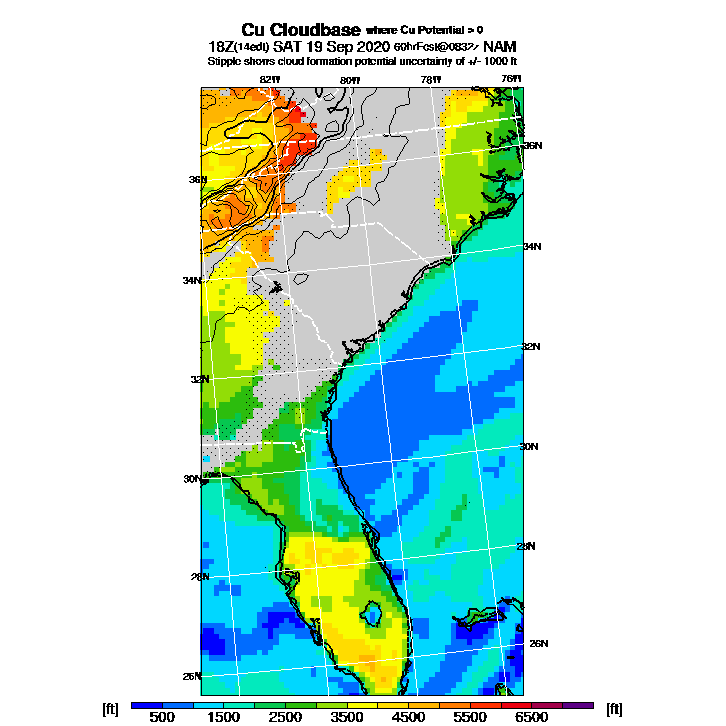 Cu Cloudbase where Cu Potential > 0
18Z(14edt) SAT 19 Sep 2020 60hrFcst@0832z NAM
Stipple shows cloud formation potential uncertainty of +/- 1000 ft
82W 80W 78W 76W
36N
36N
34N
34N
32N
32N
30N
30N
28N
28N
26N
26N
[ft] 500 1500 2500 3500 4500 5500 6500 [ft]